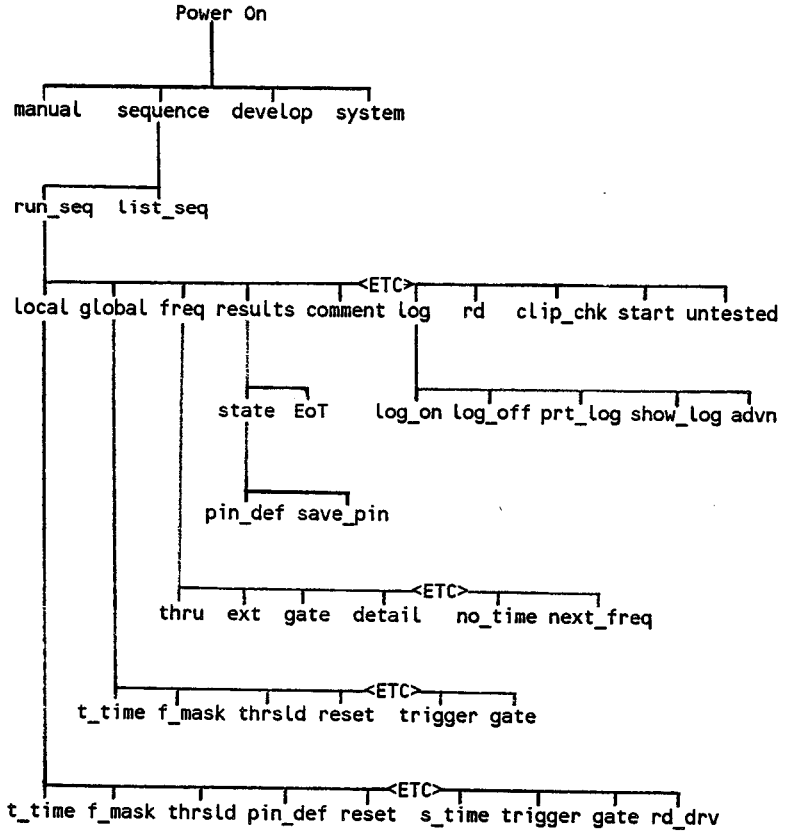 Power On
manual sequence develop system
run_seq list_seq
<ETC>
local global freq results comment log rd clip_chk start untested
state EoT log_on log_off prt_log show_log advn
pin_def save_pin
<ETC>
thru ext gate detail no_time next_freq
<ETC>
t_time f_mask thrsld reset trigger gate
<ETC>
t_time f_mask thrsld pin_def reset s_time trigger gate rd_drv